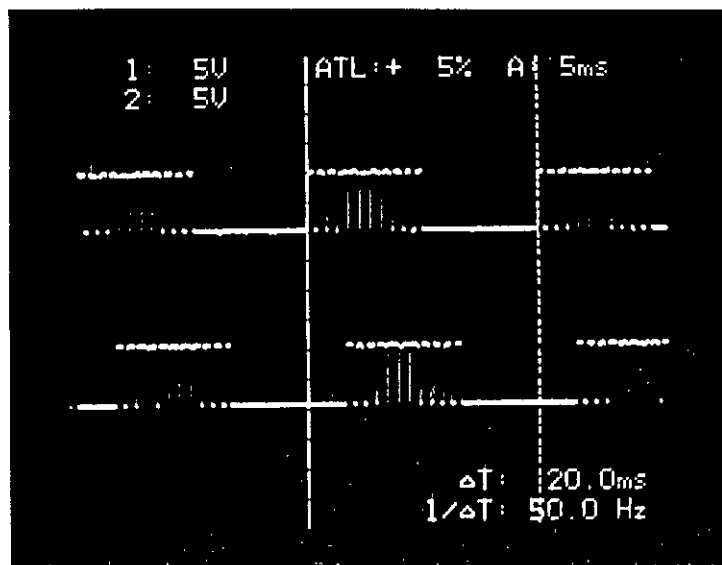 1: 5V ATL:+ 5% A 5ms
2: 5V
ΔT: 20.0ms
1/ΔT: 50.0 Hz